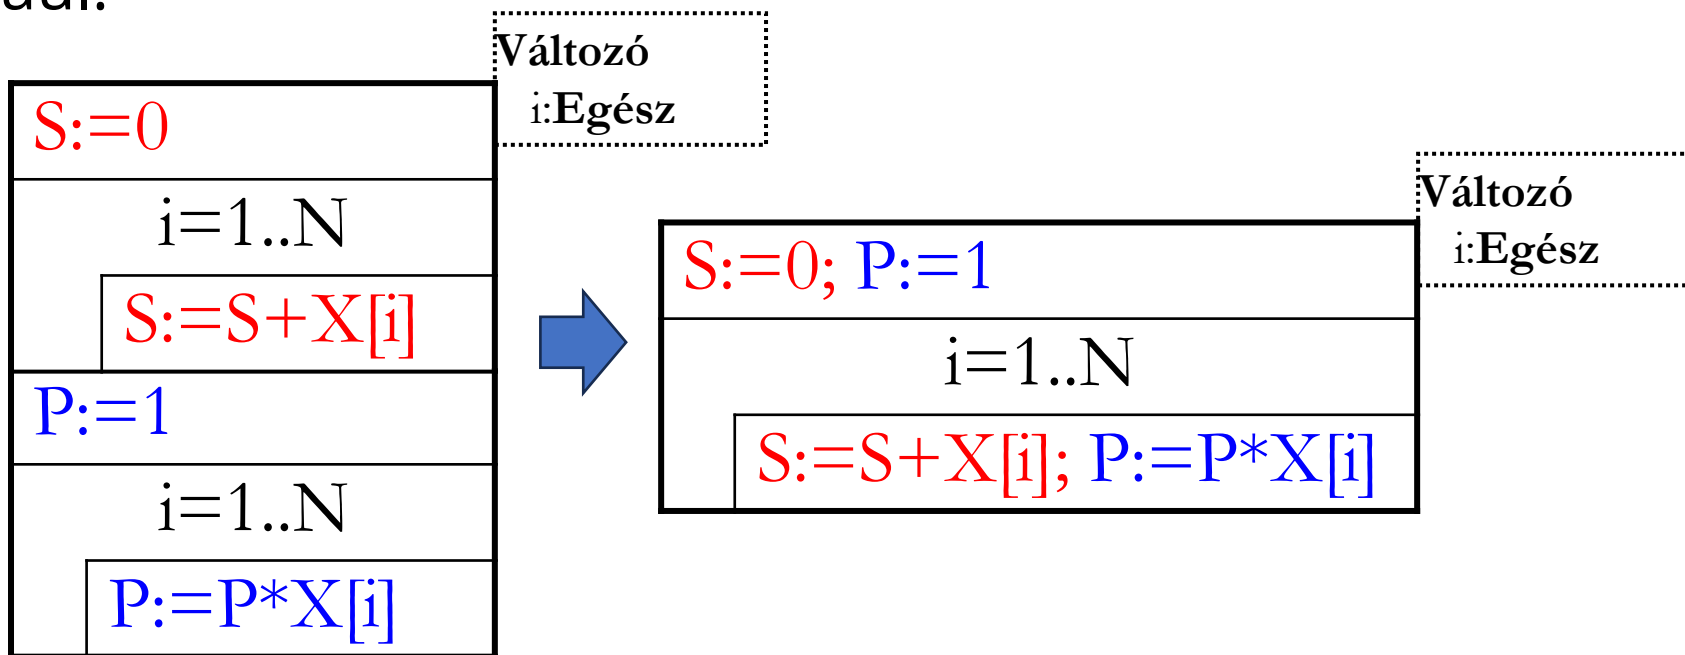 Változó
i:Egész
S:=0
i=1..N
S:=S+X[i]
P:=1
i=1..N
P:=P*X[i]
Változó
i:Egész
S:=0; P:=1
i=1..N
S:=S+X[i]; P:=P*X[i]